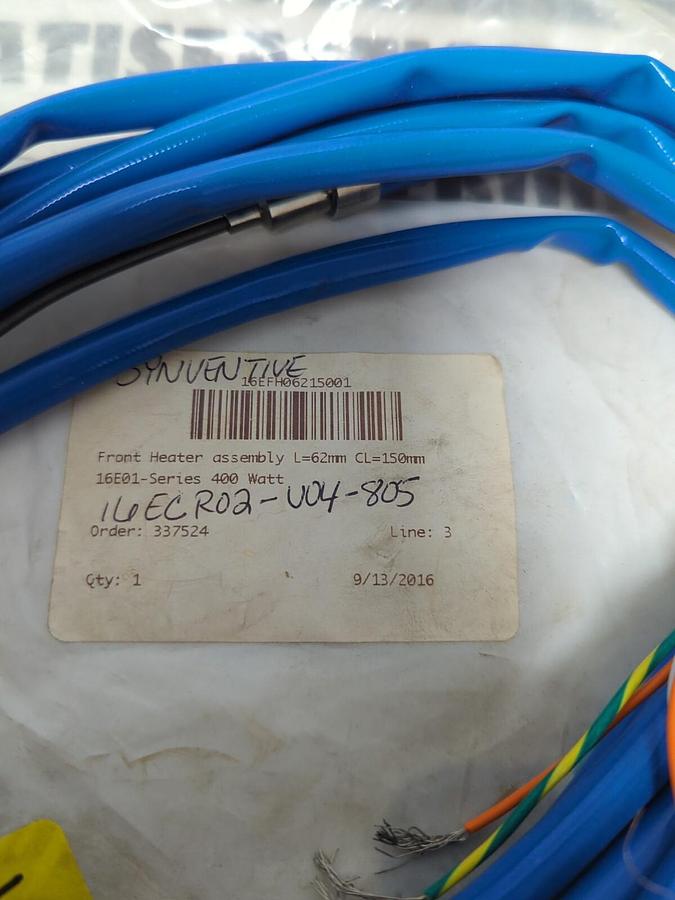 SYNVENTIVE
16EFH06215001
Front Heater assembly L=62mm CL=150mm
16E01-Series 400 Watt
16ECR02-V04-805
Order: 337524 Line: 3
Qty: 1 9/13/2016